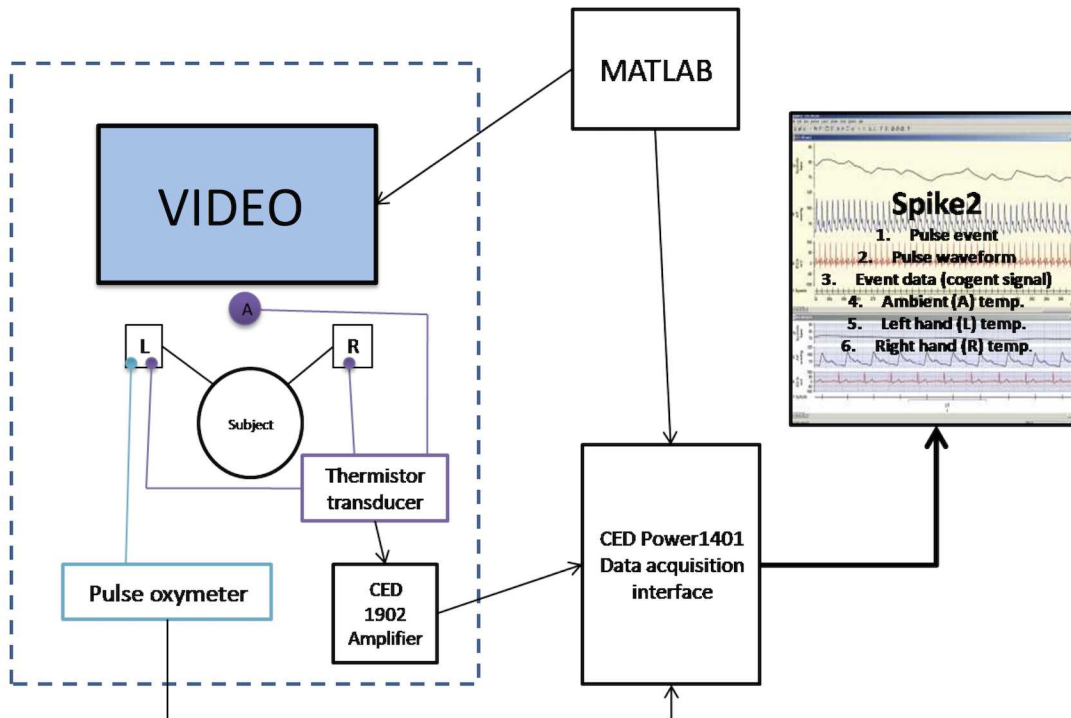 MATLAB
VIDEO
A
L
R
Subject
Thermistor
transducer
Pulse oxymeter
CED
1902
Amplifier
CED Power1401
Data acquisition
interface
Spike2
1. Pulse event
2. Pulse waveform
3. Event data (cogent signal)
4. Ambient (A) temp.
5. Left hand (L) temp.
6. Right hand (R) temp.